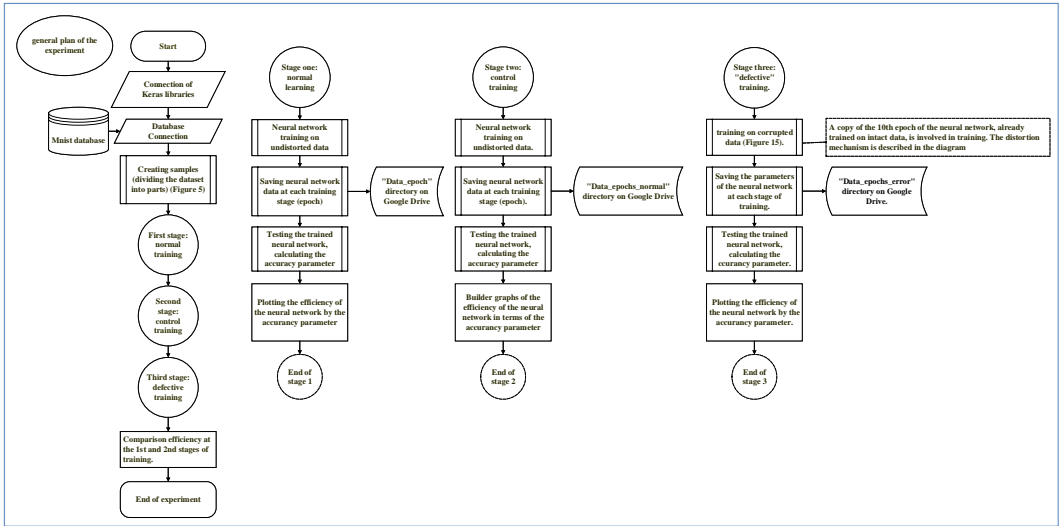 general plan of the
experiment
Start
Connection of
Keras libraries
Mnist database
Database
Connection
Creating samples
(dividing the dataset
into parts) (Figure 5)
First stage:
normal
training
Second
stage:
control
training
Third stage:
defective
training
Comparison efficiency at
the 1st and 2nd stages of
training.
End of experiment
Stage one:
normal
learning
Neural network
training on
undistorted data
Saving neural network
data at each training
stage (epoch)
"Data_epoch"
directory on
Google Drive
Testing the trained
neural network,
calculating the
accuracy parameter
Plotting the efficiency of
the neural network by the
accurancy parameter
End of
stage 1
Stage two:
control
training
Neural network
training on
undistorted data.
Saving neural network
data at each training
stage (epoch).
"Data_epochs_normal"
directory on Google Drive
Testing the trained
neural network,
calculating the
accuracy parameter
Builder graphs of the
efficiency of the neural
network in terms of the
accurancy parameter
End of
stage 2
Stage three:
"defective"
training.
training on corrupted
data (Figure 15).
A copy of the 10th epoch of the neural network, already
trained on intact data, is involved in training. The distortion
mechanism is described in the diagram
Saving the parameters
of the neural network
at each stage of
training.
"Data_epochs_error"
directory on Google
Drive.
Testing the trained
neural network,
calculating the
ccurancy parameter.
Plotting the efficiency of
the neural network by the
accurancy parameter.
End of
stage 3